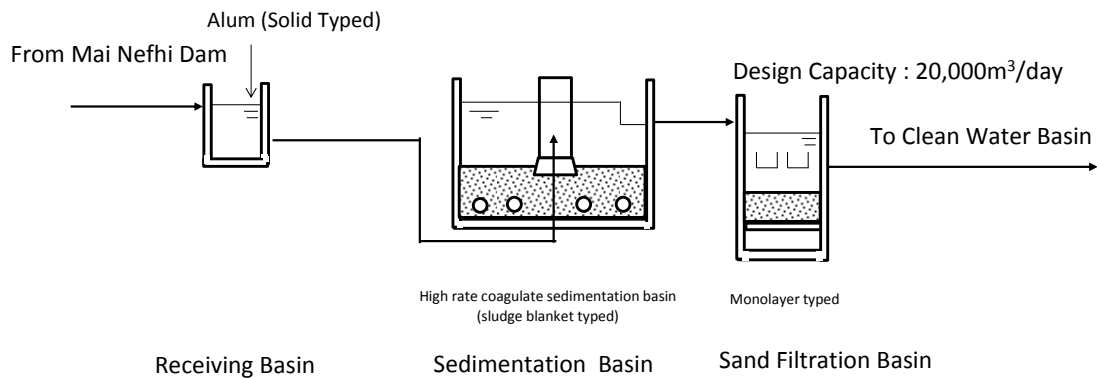 Alum (Solid Typed)
From Mai Nefhi Dam
Design Capacity : 20,000m³/day
To Clean Water Basin
High rate coagulate sedimentation basin
(sludge blanket typed)
Monolayer typed
Receiving Basin
Sedimentation Basin
Sand Filtration Basin